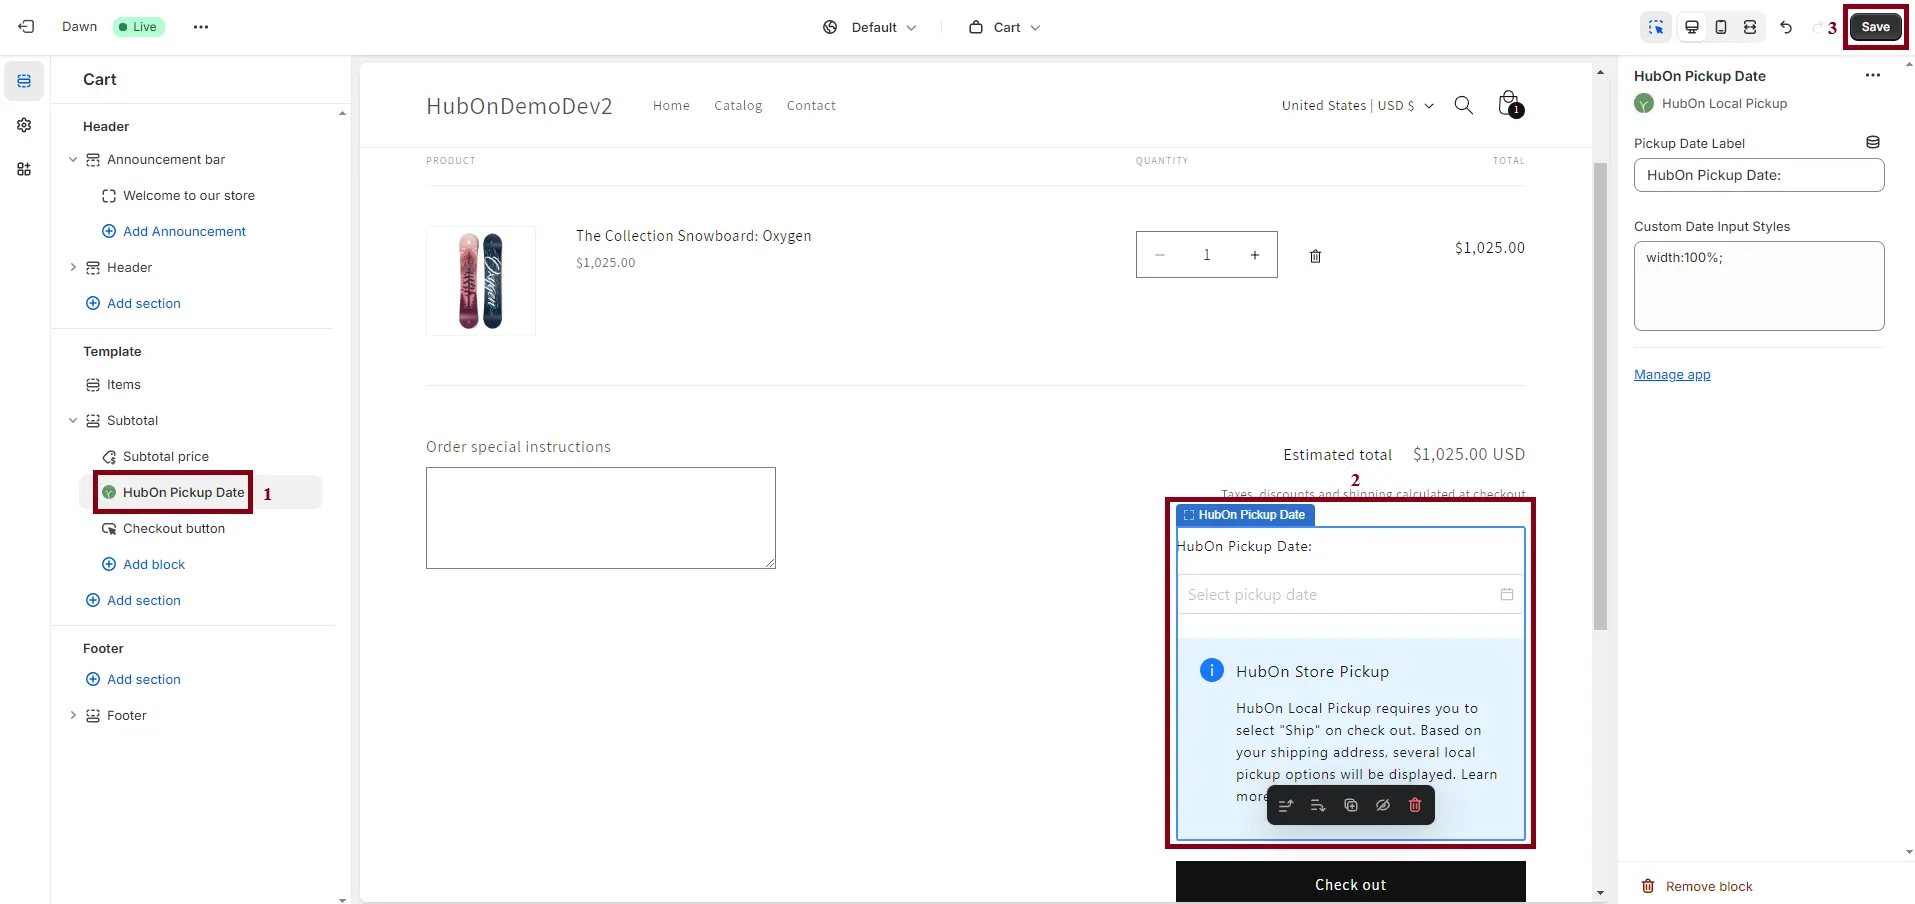 Dawn
Live
Default
Cart
3
Save
Cart
Header
Announcement bar
Welcome to our store
Add Announcement
Header
Add section
Template
Items
Subtotal
Subtotal price
HubOn Pickup Date
1
Checkout button
Add block
Add section
Footer
Add section
Footer
HubOnDemoDev2
Home
Catalog
Contact
United States | USD $
1
PRODUCT
QUANTITY
TOTAL
Oxygen
The Collection Snowboard: Oxygen
$1,025.00
1
$1,025.00
Order special instructions
Estimated total
$1,025.00 USD
2
Taxes, discounts and shipping calculated at checkout
HubOn Pickup Date
HubOn Pickup Date:
Select pickup date
HubOn Store Pickup
HubOn Local Pickup requires you to
select "Ship" on check out. Based on
your shipping address, several local
pickup options will be displayed. Learn
more
Check out
HubOn Pickup Date
HubOn Local Pickup
Pickup Date Label
HubOn Pickup Date:
Custom Date Input Styles
width:100%;
Manage app
Remove block